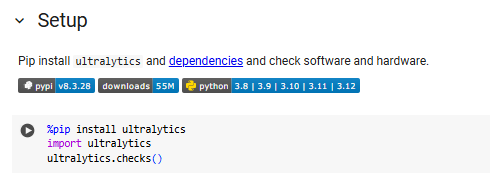 Setup
Pip install ultralytics and dependencies and check software and hardware.
pypi v8.3.28 downloads 55M python 3.8 | 3.9 | 3.10 | 3.11 | 3.12
%pip install ultralytics
import ultralytics
ultralytics.checks()